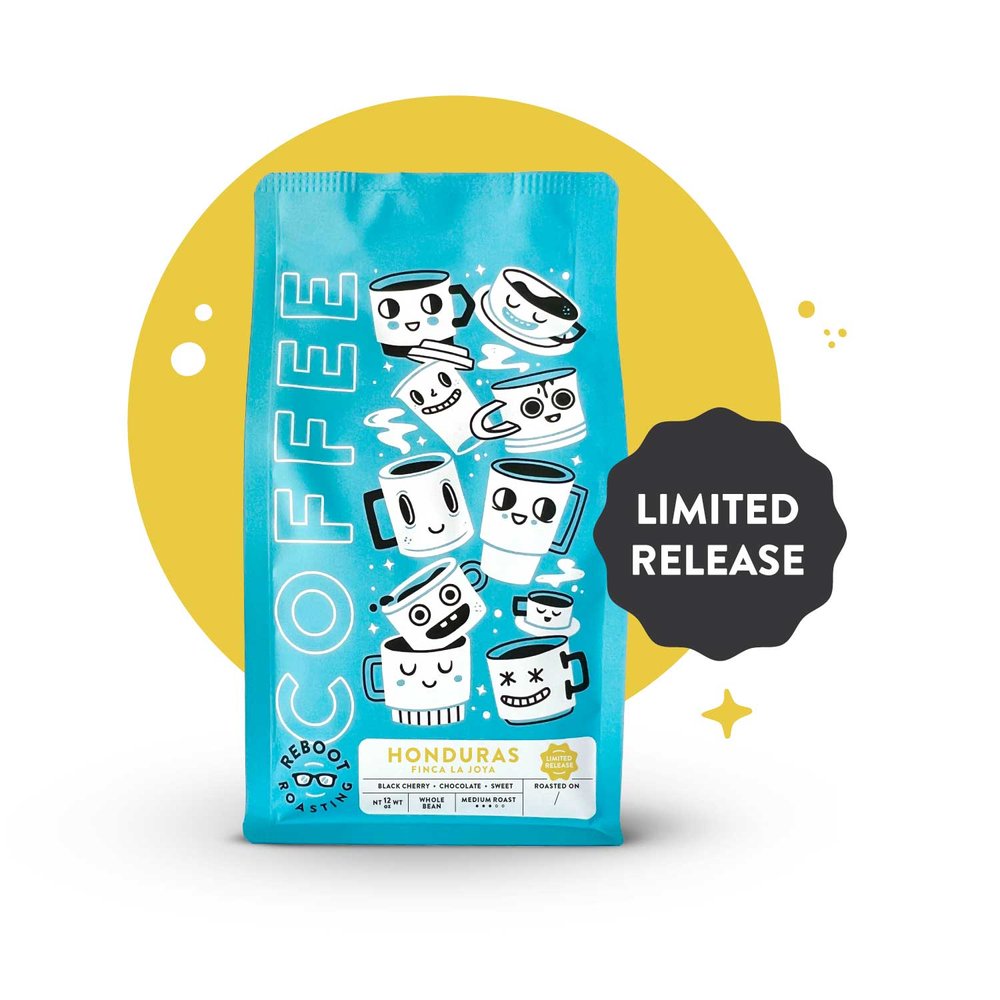 COFFEE
REBOOT
ROASTING
HONDURAS
FINCA LA JOYA
LIMITED
RELEASE
BLACK CHERRY • CHOCOLATE • SWEET
ROASTED ON
/
NT 12 OZ WT
WHOLE
BEAN
MEDIUM ROAST
LIMITED
RELEASE